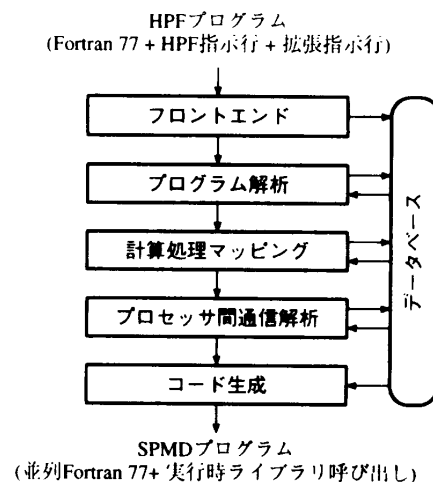 HPFプログラム
(Fortran 77 + HPF指示行 + 拡張指示行)
フロントエンド
プログラム解析
計算処理マッピング
プロセッサ間通信解析
コード生成
データベース
SPMDプログラム
(並列Fortran 77+ 実行時ライブラリ呼び出し)